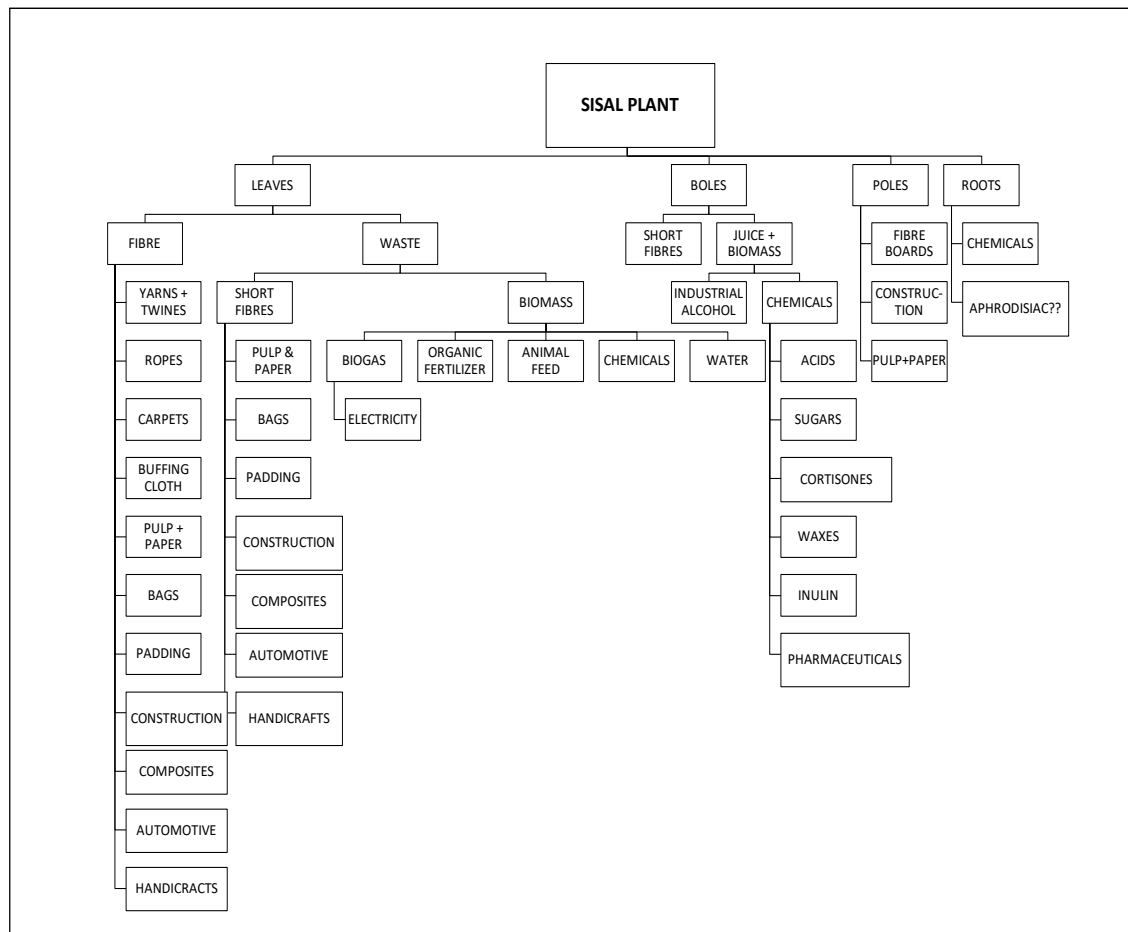 SISAL PLANT
LEAVES
BOLES
POLES
ROOTS
FIBRE
WASTE
SHORT
FIBRES
JUICE +
BIOMASS
FIBRE
BOARDS
CHEMICALS
YARNS +
TWINES
SHORT
FIBRES
BIOMASS
INDUSTRIAL
ALCOHOL
CHEMICALS
CONSTRUC-
TION
APHRODISIAC??
ROPES
PULP &
PAPER
BIOGAS
ORGANIC
FERTILIZER
ANIMAL
FEED
CHEMICALS
WATER
ACIDS
PULP+PAPER
CARPETS
BAGS
ELECTRICITY
SUGARS
BUFFING
CLOTH
PADDING
CORTISONES
PULP +
PAPER
CONSTRUCTION
WAXES
BAGS
COMPOSITES
INULIN
PADDING
AUTOMOTIVE
PHARMACEUTICALS
CONSTRUCTION
HANDICRAFTS
COMPOSITES
AUTOMOTIVE
HANDICRACTS